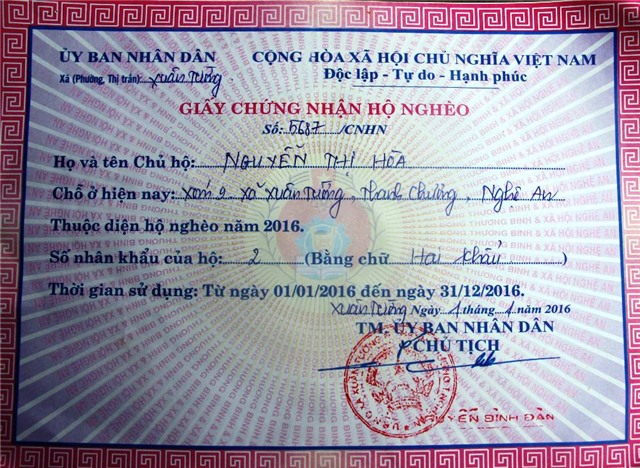 ỦY BAN NHÂN DÂN
Xã (Phường, Thị trấn): Xuân Tường
CỘNG HÒA XÃ HỘI CHỦ NGHĨA VIỆT NAM
Độc lập - Tự do - Hạnh phúc
GIẤY CHỨNG NHẬN HỘ NGHÈO
Số: 5687 /CNHN
Họ và tên Chủ hộ: NGUYỄN THỊ HÒA
Chỗ ở hiện nay: xóm 2 xã Xuân Tường, Thanh Chương, Nghệ An
Thuộc diện hộ nghèo năm 2016.
Số nhân khẩu của hộ: 2 (Bằng chữ Hai khẩu)
Thời gian sử dụng: Từ ngày 01/01/2016 đến ngày 31/12/2016.
Xuân Tường Ngày 1 tháng 1 năm 2016
TM. ỦY BAN NHÂN DÂN
CHỦ TỊCH
NGUYỄN ĐÌNH ĐÀN